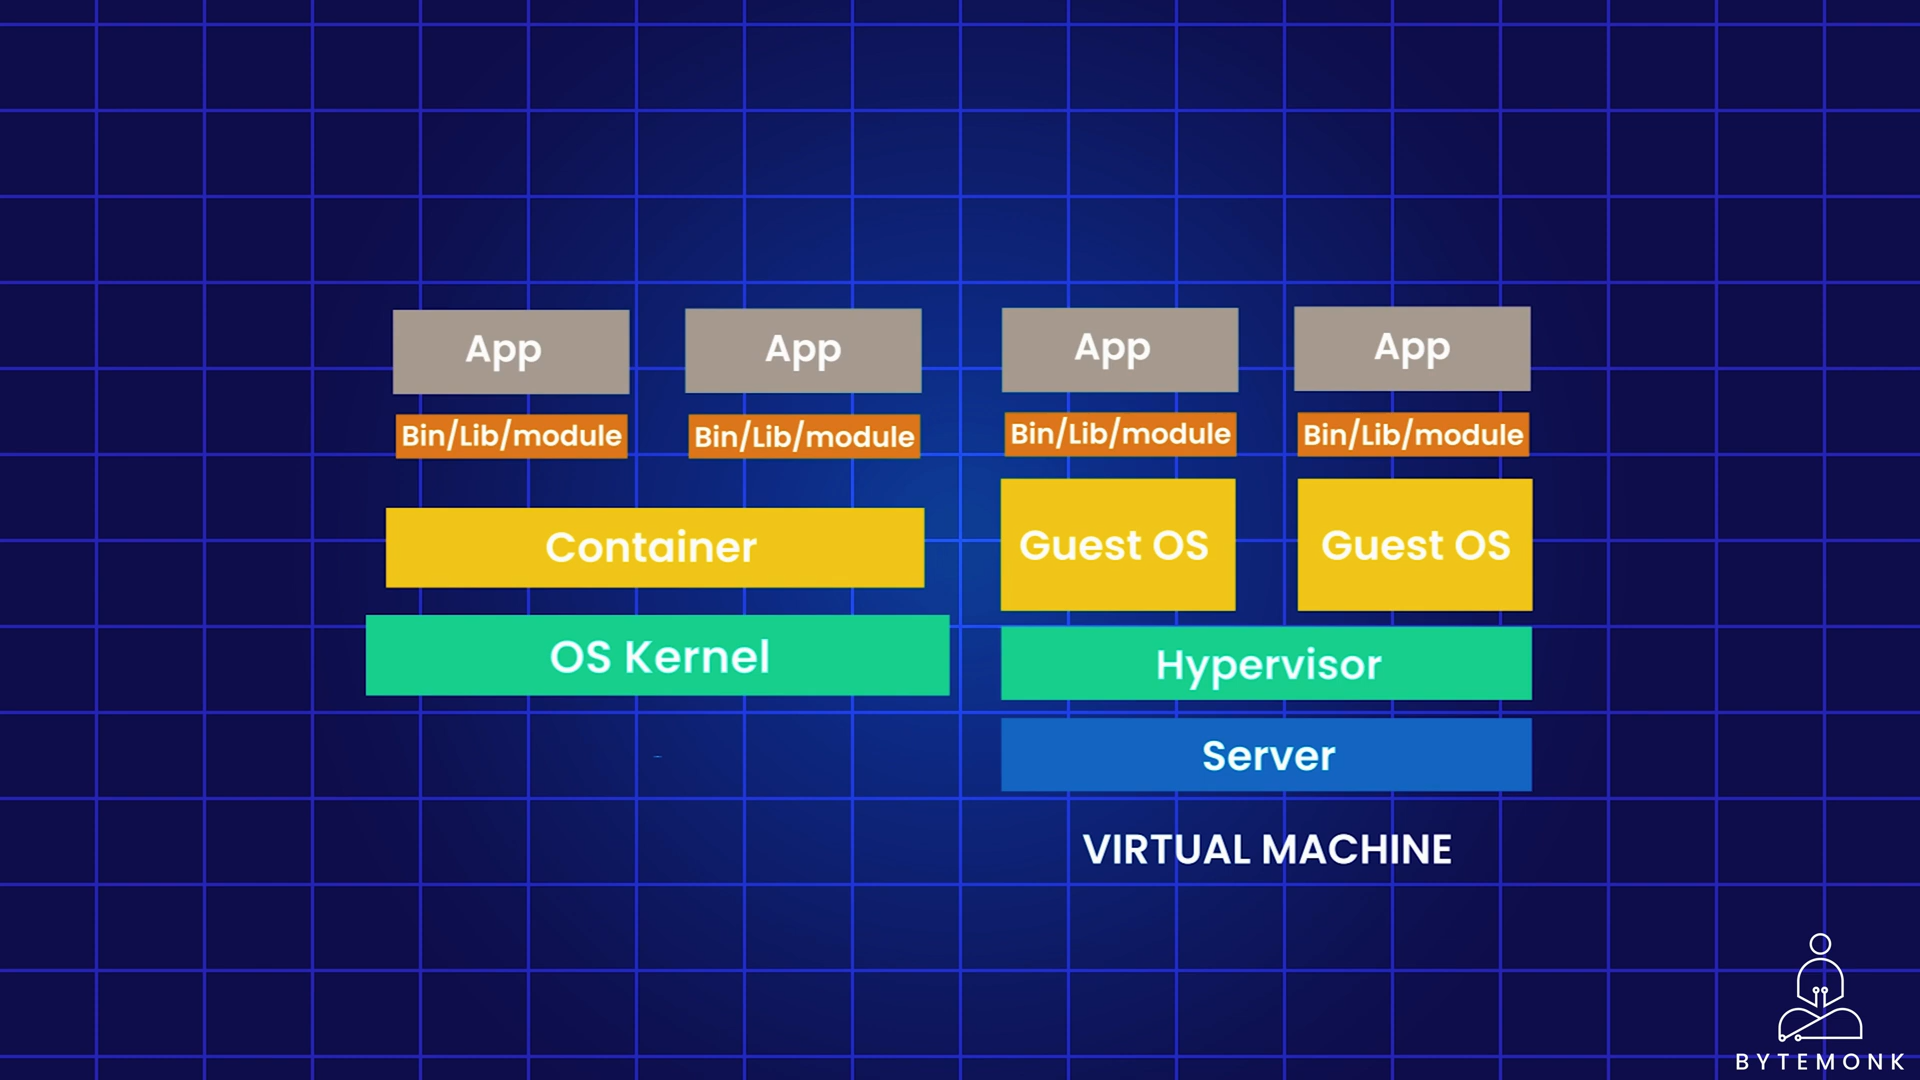 App
App
App
App
Bin/Lib/module
Bin/Lib/module
Bin/Lib/module
Bin/Lib/module
Container
Guest OS
Guest OS
OS Kernel
Hypervisor
Server
VIRTUAL MACHINE
BYTEMONK